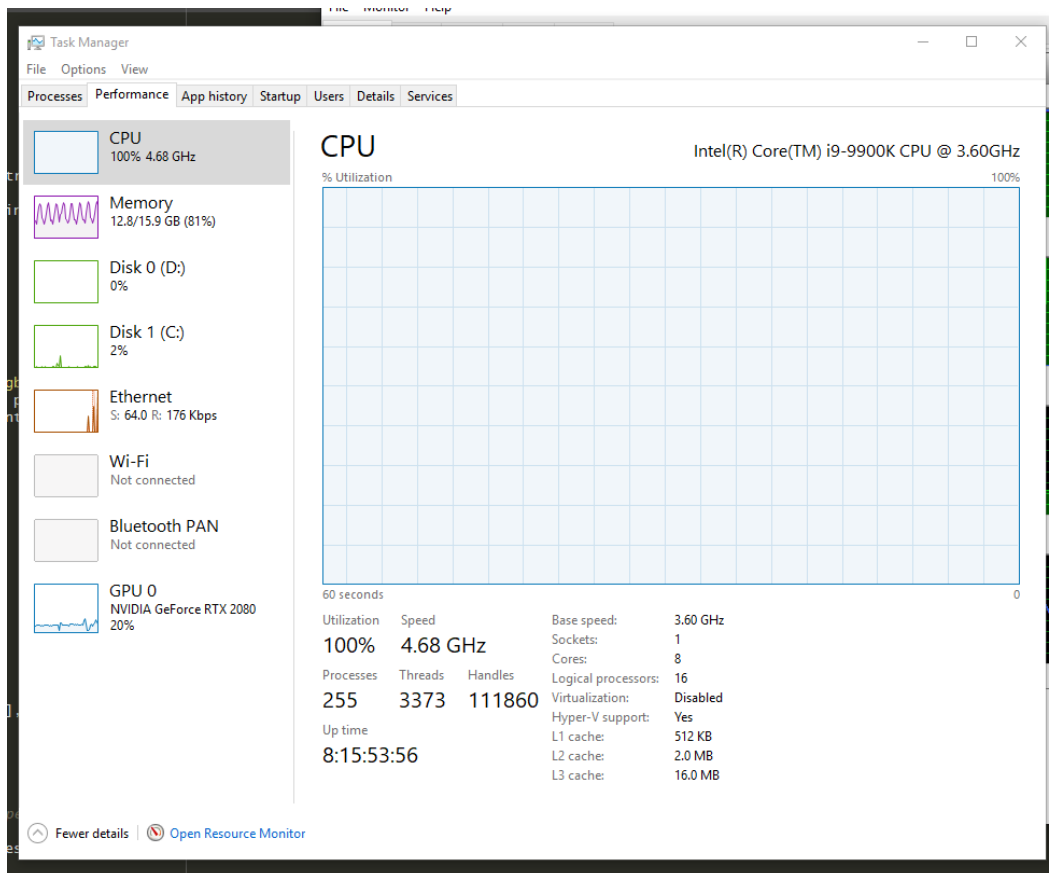 File Monitor Help
Task Manager
File Options View
Processes Performance App history Startup Users Details Services
CPU
100% 4.68 GHz
Memory
12.8/15.9 GB (81%)
Disk 0 (D:)
0%
Disk 1 (C:)
2%
Ethernet
S: 64.0 R: 176 Kbps
Wi-Fi
Not connected
Bluetooth PAN
Not connected
GPU 0
NVIDIA GeForce RTX 2080
20%
CPU Intel(R) Core(TM) i9-9900K CPU @ 3.60GHz
% Utilization 100%
60 seconds 0
Utilization Speed
100% 4.68 GHz
Processes Threads Handles
255 3373 111860
Up time
8:15:53:56
Base speed: 3.60 GHz
Sockets: 1
Cores: 8
Logical processors: 16
Virtualization: Disabled
Hyper-V support: Yes
L1 cache: 512 KB
L2 cache: 2.0 MB
L3 cache: 16.0 MB
Fewer details Open Resource Monitor